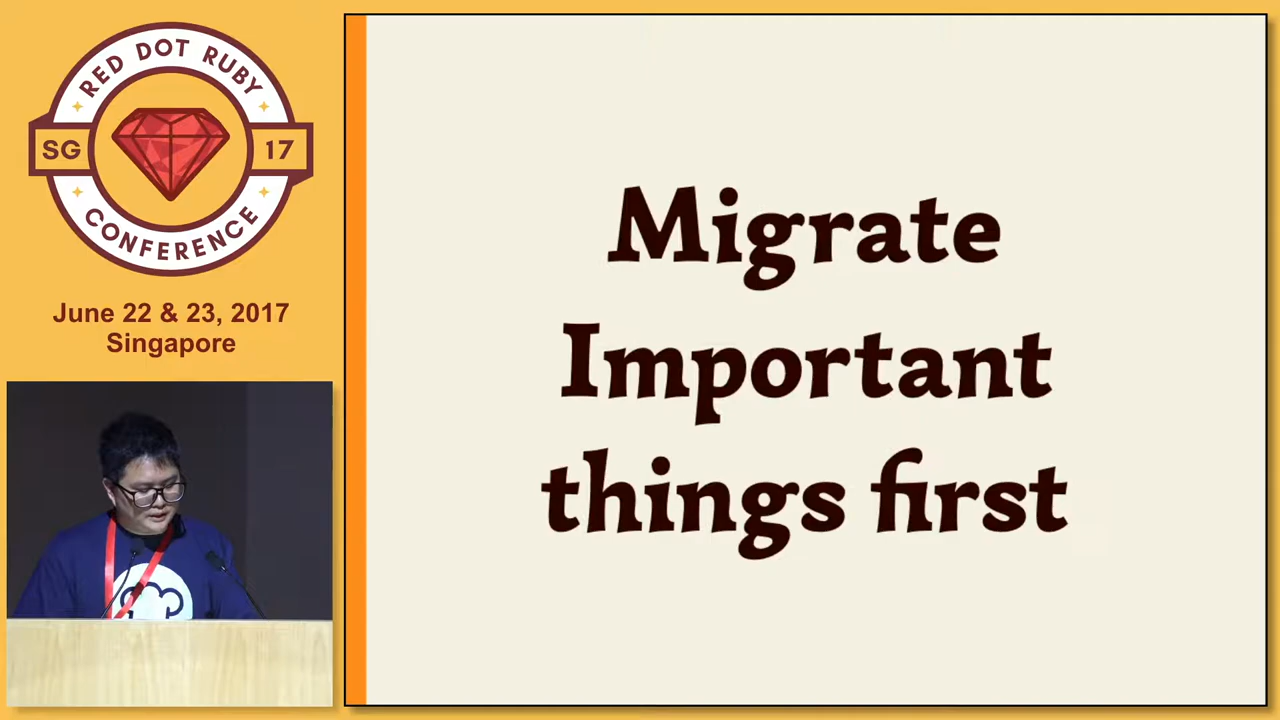 RED DOT RUBY
SG
17
CONFERENCE
June 22 & 23, 2017
Singapore
Migrate
Important
things first